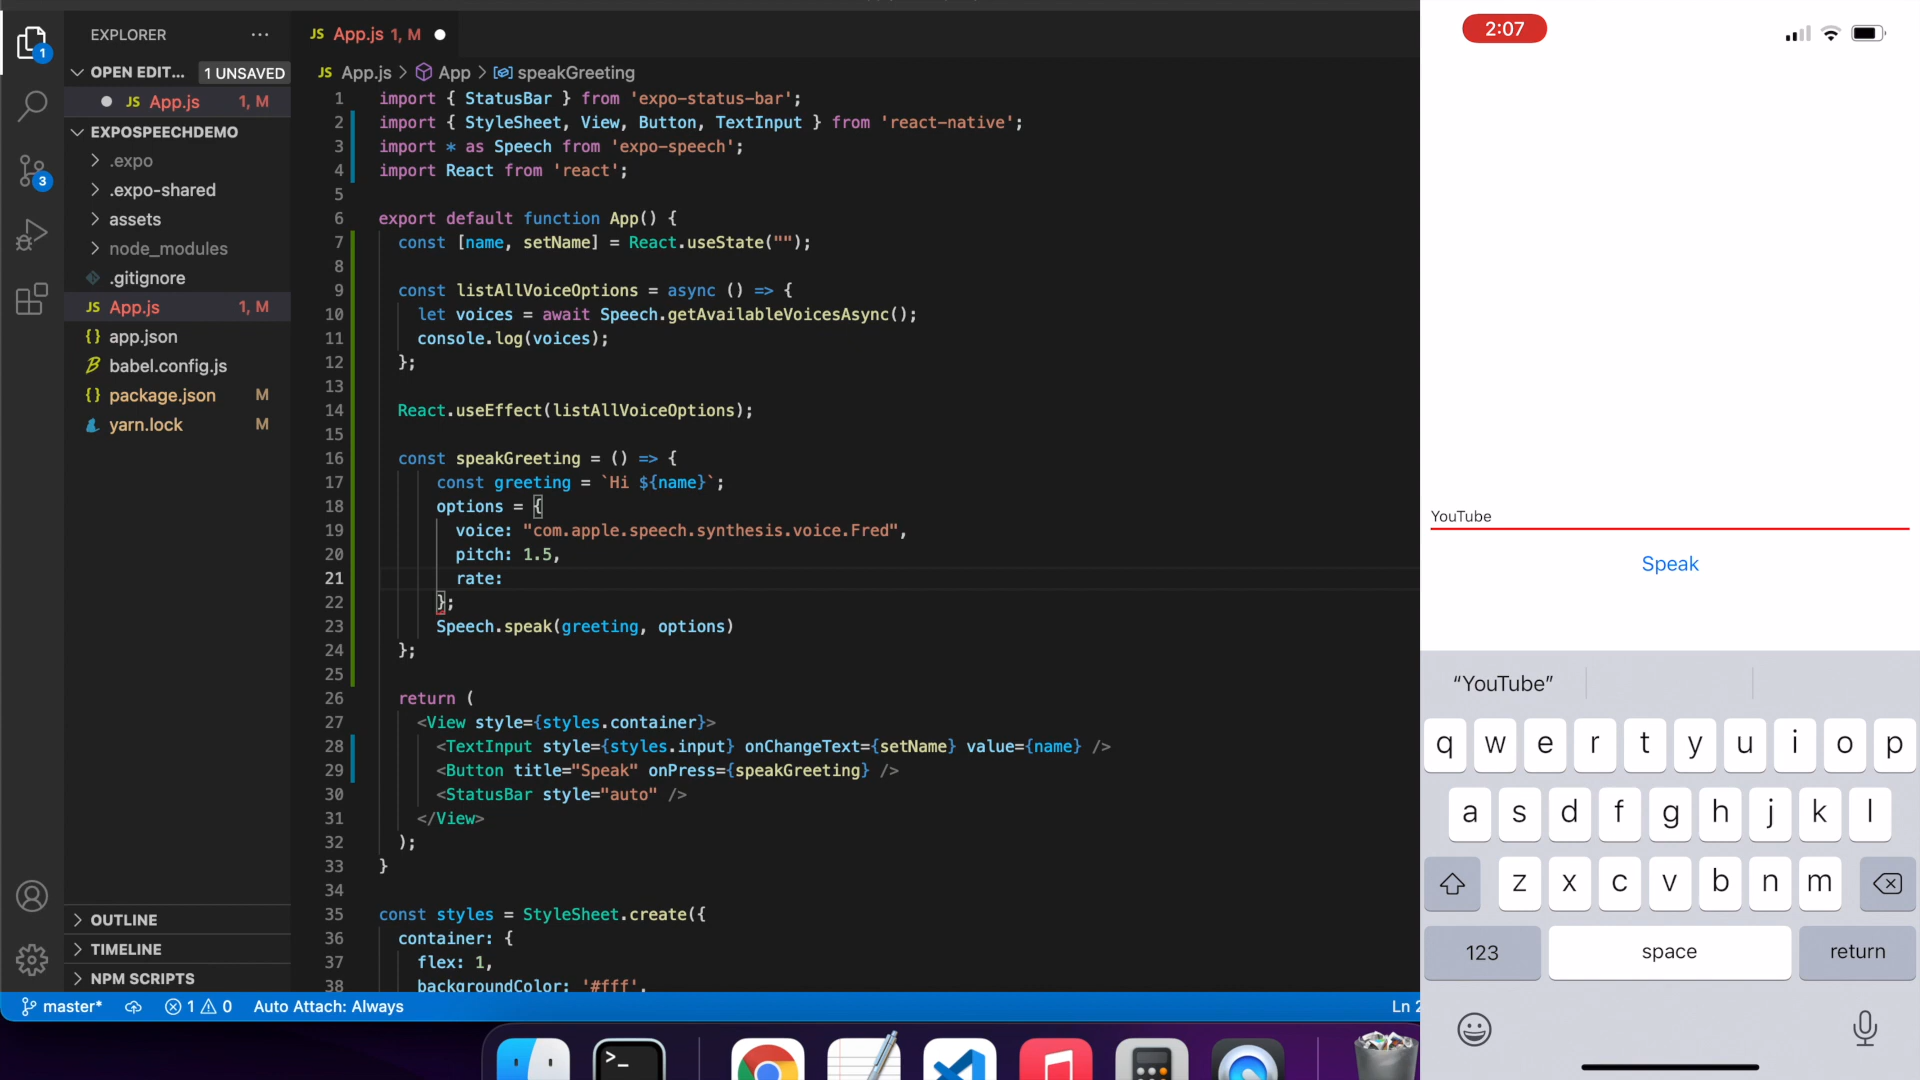 EXPLORER
OPEN EDIT... 1 UNSAVED
JS App.js 1, M
EXPOSPEECHDEMO
.expo
.expo-shared
assets
node_modules
.gitignore
JS App.js 1, M
{} app.json
babel.config.js
{} package.json M
yarn.lock M
OUTLINE
TIMELINE
NPM SCRIPTS
1
3
JS App.js 1, M
JS App.js > App > speakGreeting
1 import { StatusBar } from 'expo-status-bar';
2 import { StyleSheet, View, Button, TextInput } from 'react-native';
3 import * as Speech from 'expo-speech';
4 import React from 'react';
5
6 export default function App() {
7 const [name, setName] = React.useState("");
8
9 const listAllVoiceOptions = async () => {
10 let voices = await Speech.getAvailableVoicesAsync();
11 console.log(voices);
12 };
13
14 React.useEffect(listAllVoiceOptions);
15
16 const speakGreeting = () => {
17 const greeting = `Hi ${name}`;
18 options = {
19 voice: "com.apple.speech.synthesis.voice.Fred",
20 pitch: 1.5,
21 rate:
22 };
23 Speech.speak(greeting, options)
24 };
25
26 return (
27 <View style={styles.container}>
28 <TextInput style={styles.input} onChangeText={setName} value={name} />
29 <Button title="Speak" onPress={speakGreeting} />
30 <StatusBar style="auto" />
31 </View>
32 );
33 }
34
35 const styles = StyleSheet.create({
36 container: {
37 flex: 1,
38 backgroundColor: '#fff',
master* 1 0 Auto Attach: Always Ln 2
2:07
YouTube
Speak
“YouTube”
q w e r t y u i o p
a s d f g h j k l
z x c v b n m
123 space return